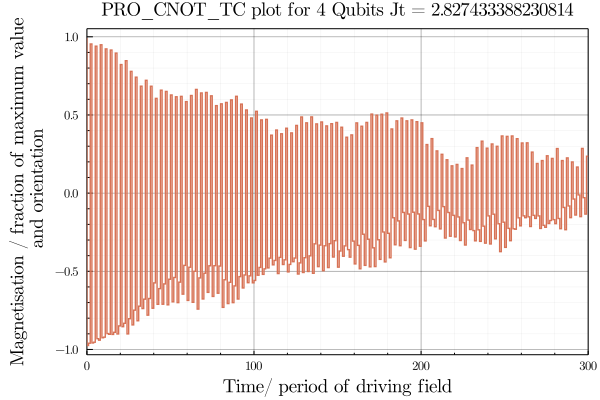 PRO_CNOT_TC plot for 4 Qubits Jt = 2.827433388230814
Magnetisation / fraction of maximum value
and orientation
1.0
0.5
0.0
−0.5
−1.0
0 100 200 300
Time/ period of driving field